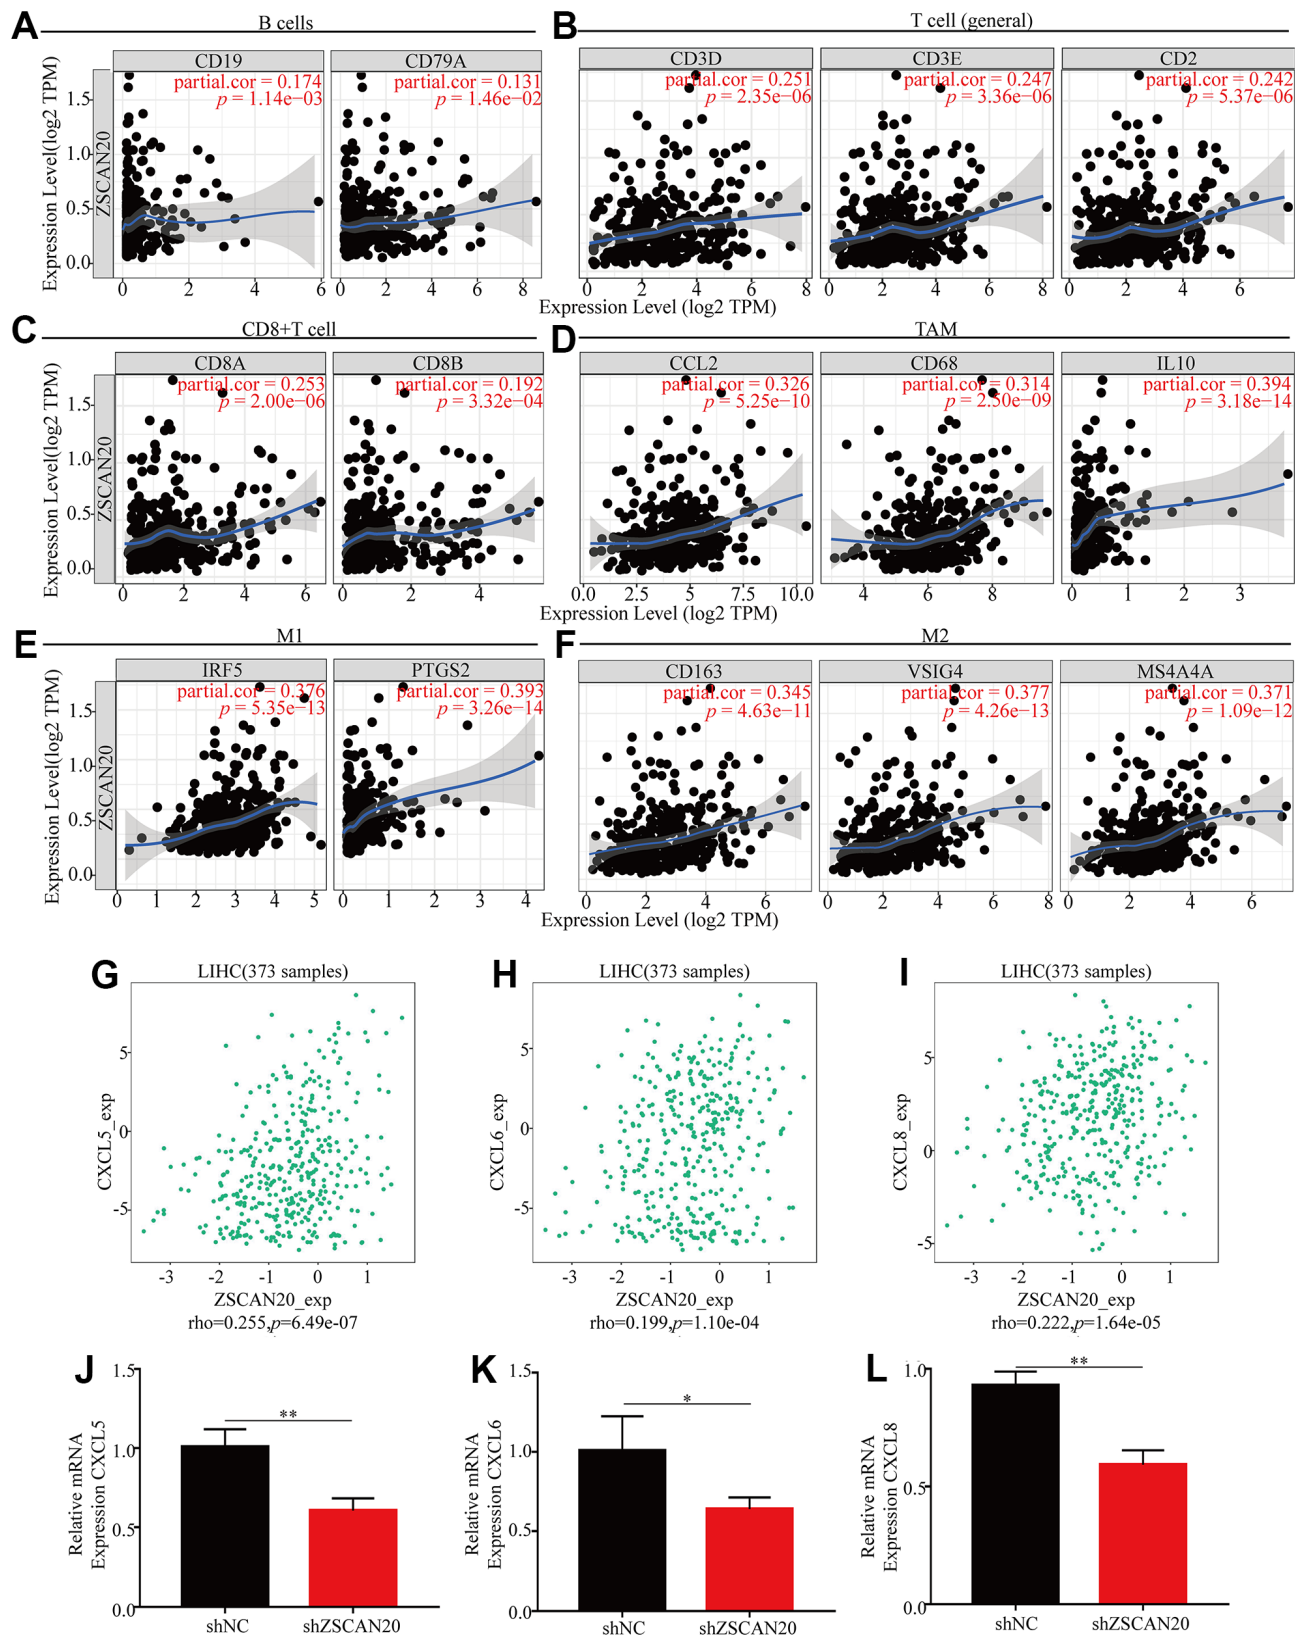 A B cells
B T cell (general)
CD19 CD79A
CD3D CD3E CD2
partial.cor = 0.174
p = 1.14e−03
partial.cor = 0.131
p = 1.46e−02
partial.cor = 0.251
p = 2.35e−06
partial.cor = 0.247
p = 3.36e−06
partial.cor = 0.242
p = 5.37e−06
Expression Level(log2 TPM)
ZSCAN20
1.5
1.0
0.5
0.0
0 2 4 6
0 2 4 6 8
0 2 4 6 8
0 2 4 6 8
0 2 4 6
Expression Level (log2 TPM)
C CD8+T cell
D TAM
CD8A CD8B
CCL2 CD68 IL10
partial.cor = 0.253
p = 2.00e−06
partial.cor = 0.192
p = 3.32e−04
partial.cor = 0.326
p = 5.25e−10
partial.cor = 0.314
p = 2.50e−09
partial.cor = 0.394
p = 3.18e−14
Expression Level(log2 TPM)
ZSCAN20
1.5
1.0
0.5
0.0
0 2 4 6
0 2 4
0.0 2.5 5.0 7.5 10.0
4 6 8
0 1 2 3
Expression Level (log2 TPM)
E M1
F M2
IRF5 PTGS2
CD163 VSIG4 MS4A4A
partial.cor = 0.376
p = 5.35e−13
partial.cor = 0.393
p = 3.26e−14
partial.cor = 0.345
p = 4.63e−11
partial.cor = 0.377
p = 4.26e−13
partial.cor = 0.371
p = 1.09e−12
Expression Level(log2 TPM)
ZSCAN20
1.5
1.0
0.5
0.0
0 1 2 3 4 5
0 1 2 3 4
0 2 4 6
0 2 4 6 8
0 2 4 6
Expression Level (log2 TPM)
G
LIHC(373 samples)
CXCL5_exp
5
0
-5
-3 -2 -1 0 1
ZSCAN20_exp
rho=0.255,p=6.49e-07
H
LIHC(373 samples)
CXCL6_exp
5
0
-5
-3 -2 -1 0 1
ZSCAN20_exp
rho=0.199,p=1.10e-04
I
LIHC(373 samples)
CXCL8_exp
5
0
-5
-3 -2 -1 0 1
ZSCAN20_exp
rho=0.222,p=1.64e-05
J
Relative mRNA
Expression CXCL5
1.5
1.0
0.5
0.0
**
shNC shZSCAN20
K
Relative mRNA
Expression CXCL6
1.5
1.0
0.5
0.0
*
shNC shZSCAN20
L
Relative mRNA
Expression CXCL8
1.0
0.5
0.0
**
shNC shZSCAN20